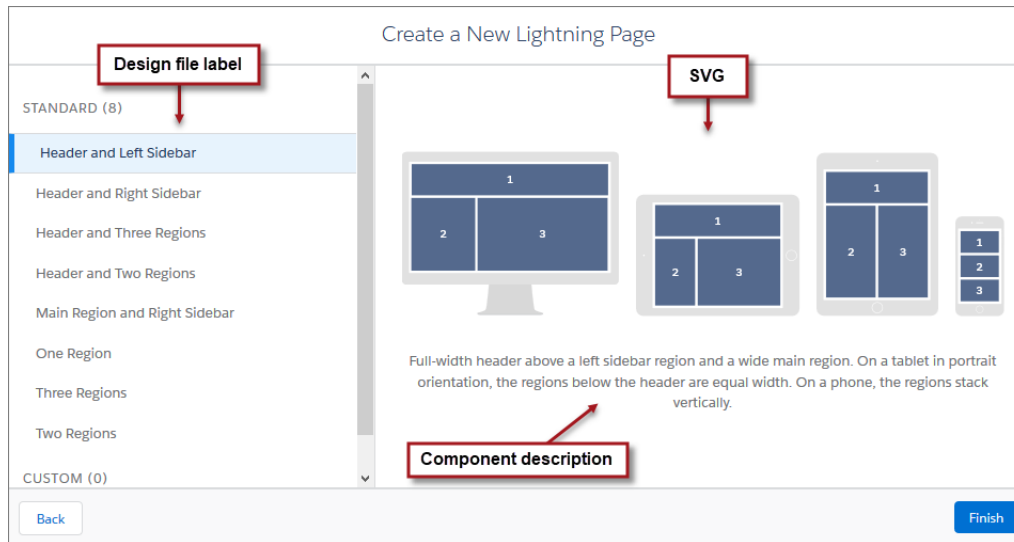 Create a New Lightning Page
Design file label
SVG
STANDARD (8)
Header and Left Sidebar
Header and Right Sidebar
Header and Three Regions
Header and Two Regions
Main Region and Right Sidebar
One Region
Three Regions
Two Regions
CUSTOM (0)
1
2
3
1
2
3
1
2
3
1
2
3
Full-width header above a left sidebar region and a wide main region. On a tablet in portrait
orientation, the regions below the header are equal width. On a phone, the regions stack
vertically.
Component description
Back
Finish